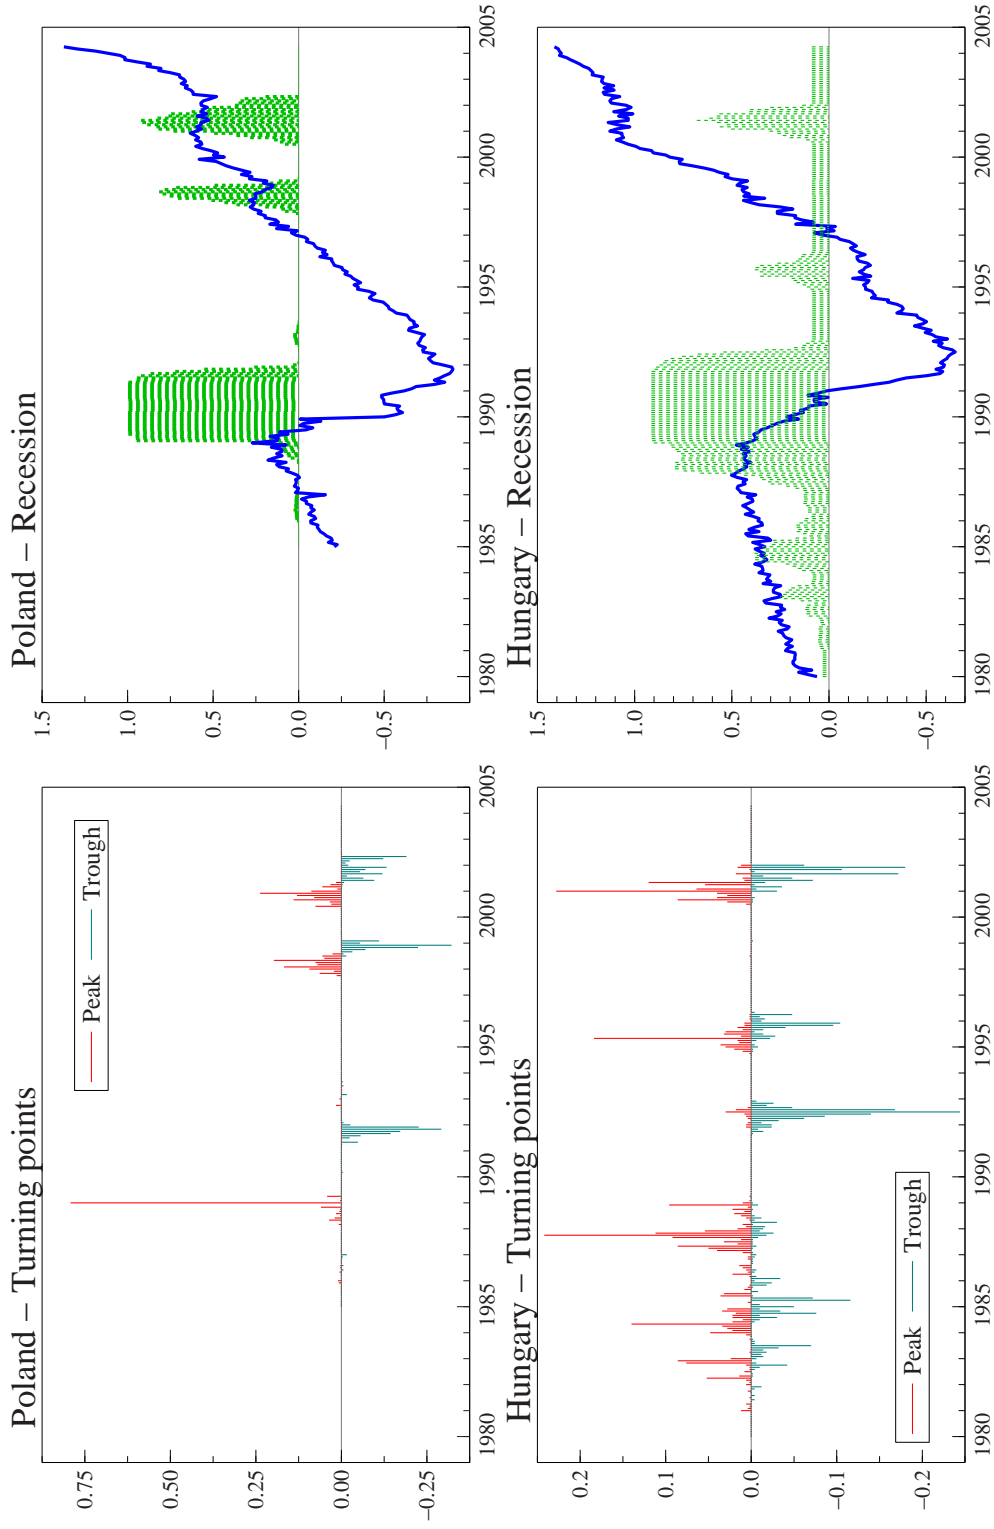 Poland – Turning points
0.75
0.50
0.25
0.00
−0.25
Peak Trough
1980 1985 1990 1995 2000 2005
Poland – Recession
1.5
1.0
0.5
0.0
−0.5
1980 1985 1990 1995 2000 2005
Hungary – Turning points
0.2
0.1
0.0
−0.1
−0.2
Peak Trough
1980 1985 1990 1995 2000 2005
Hungary – Recession
1.5
1.0
0.5
0.0
−0.5
1980 1985 1990 1995 2000 2005